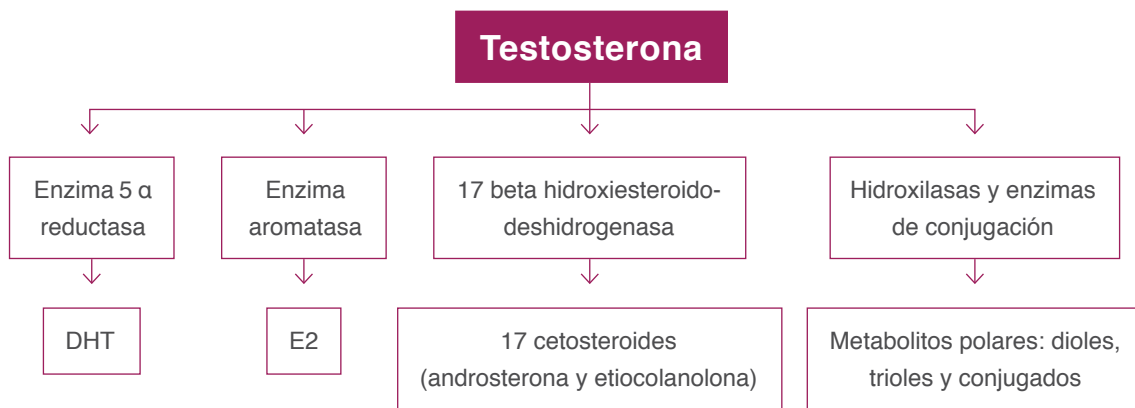 Testosterona
Enzima 5 α
reductasa
Enzima
aromatasa
17 beta hidroxiesteroido-
deshidrogenasa
Hidroxilasas y enzimas
de conjugación
DHT
E2
17 cetosteroides
(androsterona y etiocolanolona)
Metabolitos polares: dioles,
trioles y conjugados